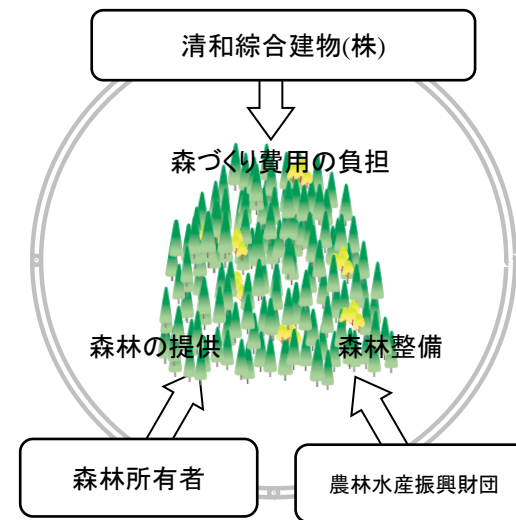 清和綜合建物(株)
森づくり費用の負担
森林の提供
森林整備
森林所有者
農林水産振興財団